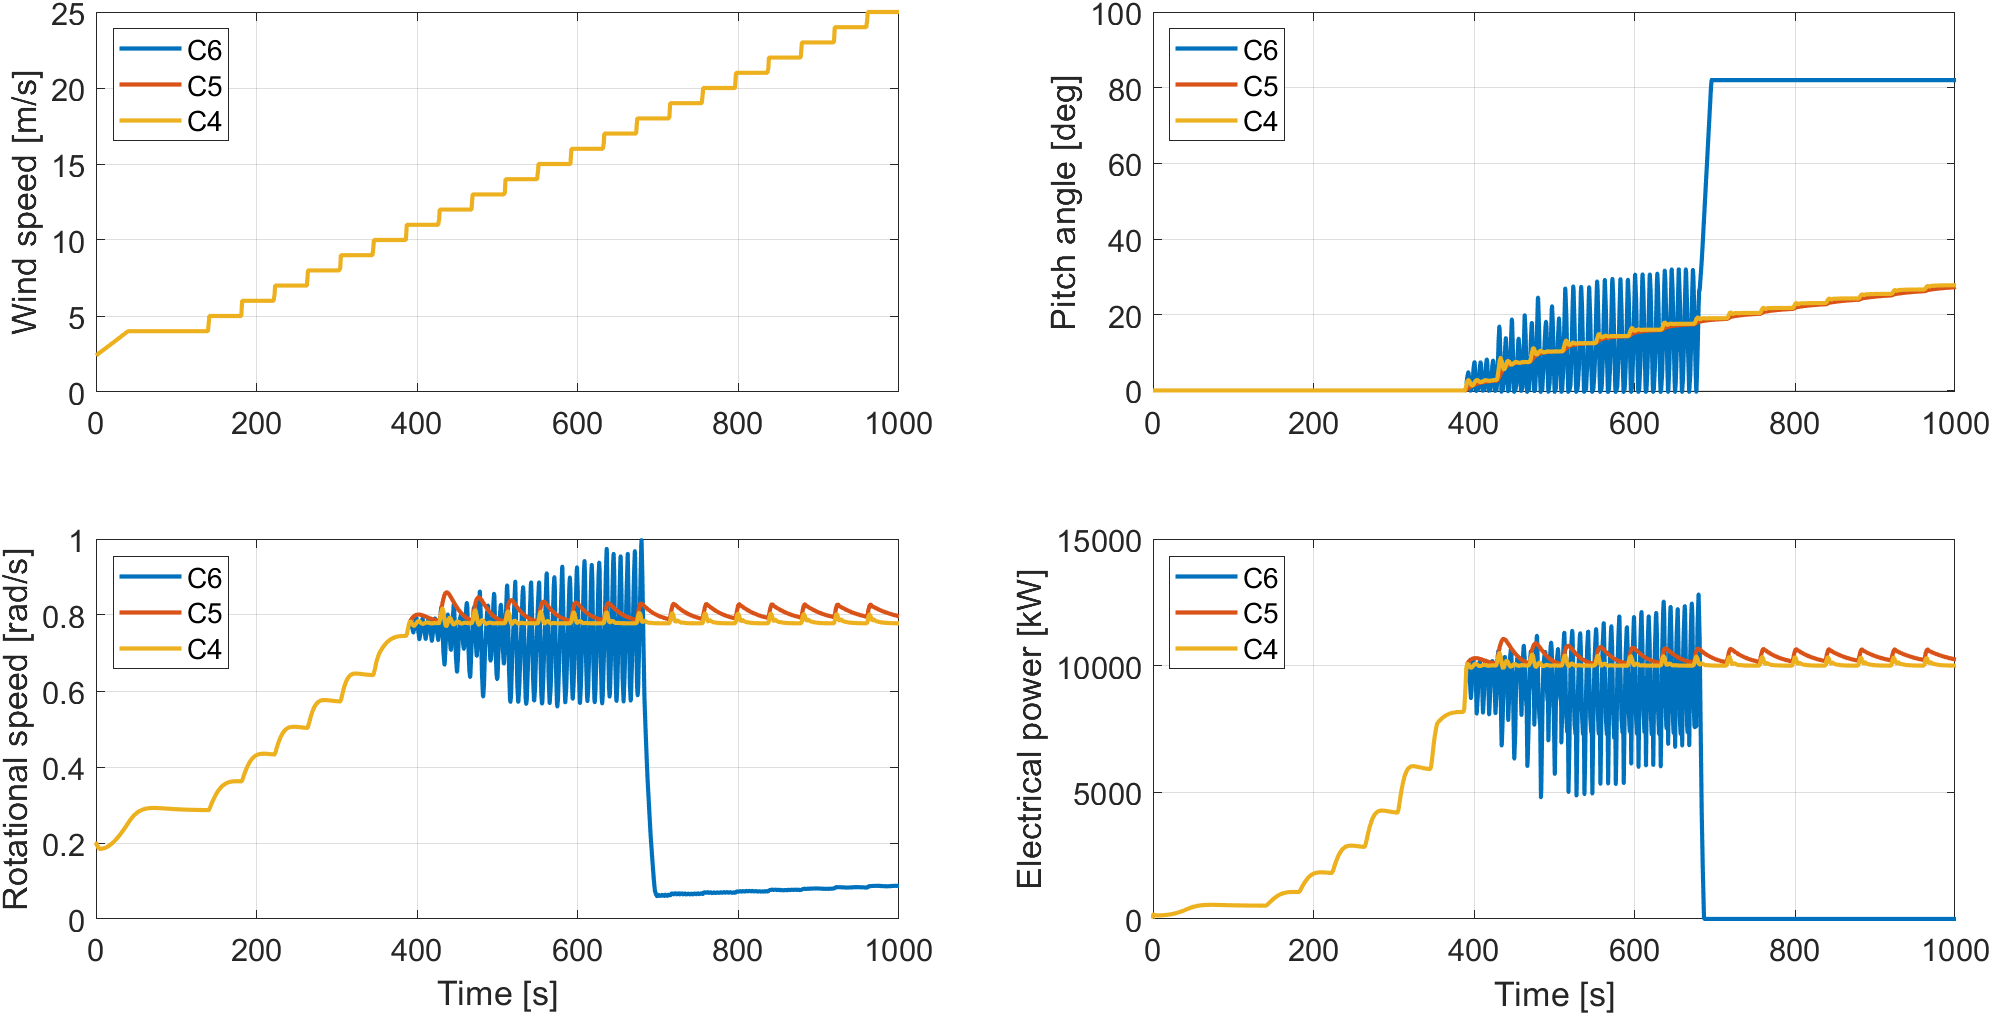 25
20
15
10
5
0
Wind speed [m/s]
C6
C5
C4
0 200 400 600 800 1000
100
80
60
40
20
0
Pitch angle [deg]
C6
C5
C4
0 200 400 600 800 1000
1
0.8
0.6
0.4
0.2
0
Rotational speed [rad/s]
C6
C5
C4
0 200 400 600 800 1000
Time [s]
15000
10000
5000
0
Electrical power [kW]
C6
C5
C4
0 200 400 600 800 1000
Time [s]